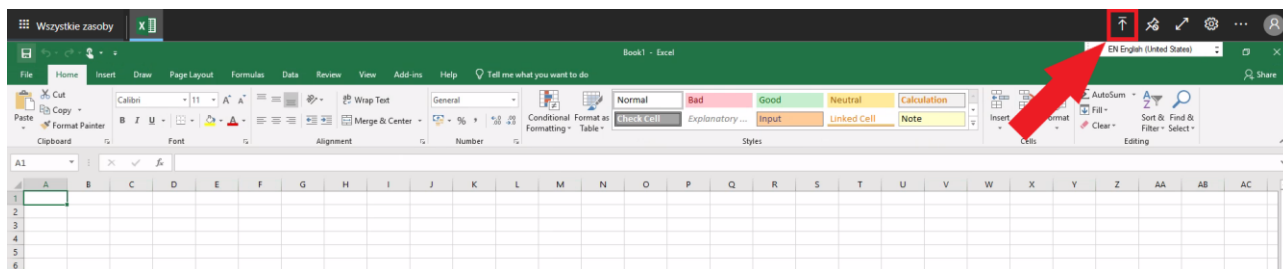 Wszystkie zasoby
Book1 - Excel
EN English (United States)
File Home Insert Draw Page Layout Formulas Data Review View Add-ins Help Tell me what you want to do Share
Cut Calibri 11 Wrap Text General Normal Bad Good Neutral Calculation AutoSum
Copy Fill
Paste Format Painter B I U Merge & Center % Conditional Format as Check Cell Explanatory ... Input Linked Cell Note Insert Clear Sort & Find &
Formatting Table Filter Select
Clipboard Font Alignment Number Styles Cells Editing
A1 fx
A B C D E F G H I J K L M N O P Q R S T U V W X Y Z AA AB AC
1
2
3
4
5
6